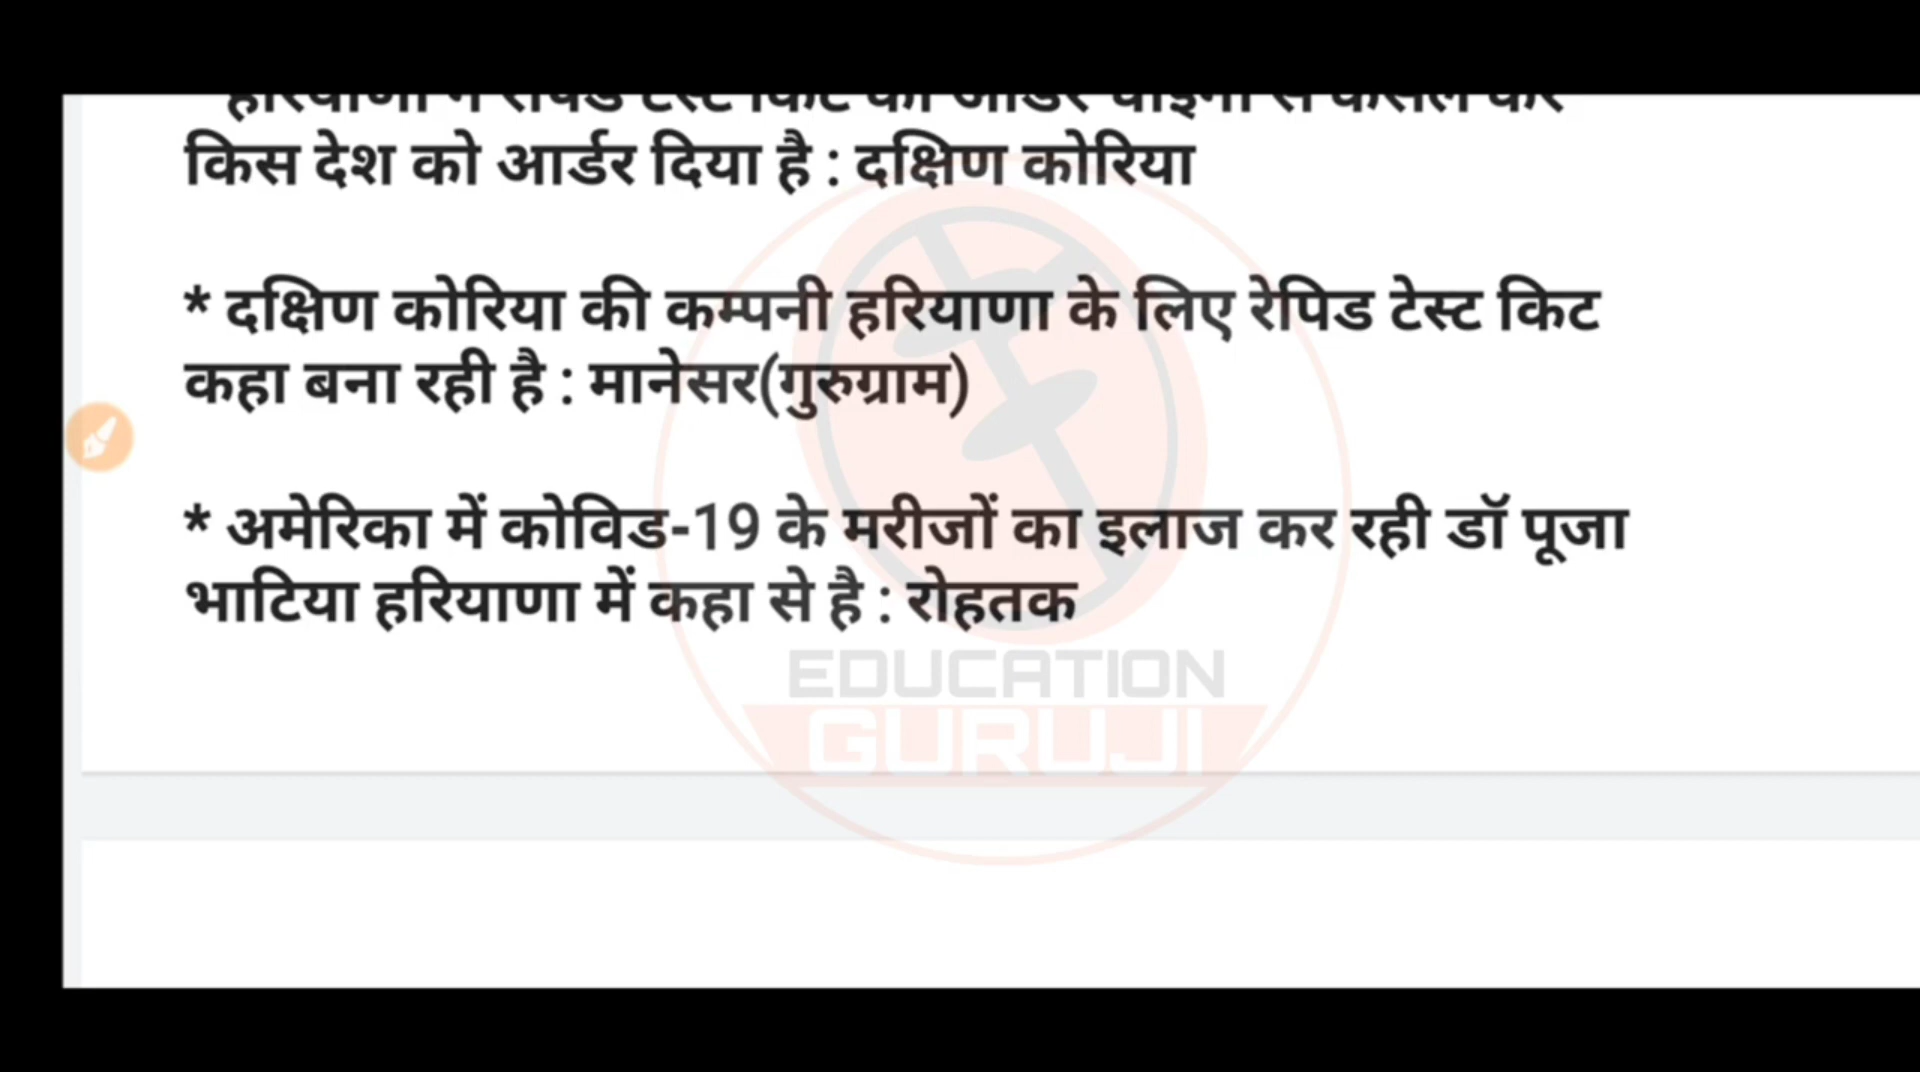 किस देश को आर्डर दिया है : दक्षिण कोरिया
* दक्षिण कोरिया की कम्पनी हरियाणा के लिए रेपिड टेस्ट किट
कहा बना रही है : मानेसर(गुरुग्राम)
* अमेरिका में कोविड-19 के मरीजों का इलाज कर रही डॉ पूजा
भाटिया हरियाणा में कहा से है : रोहतक
EDUCATION
GURUJI